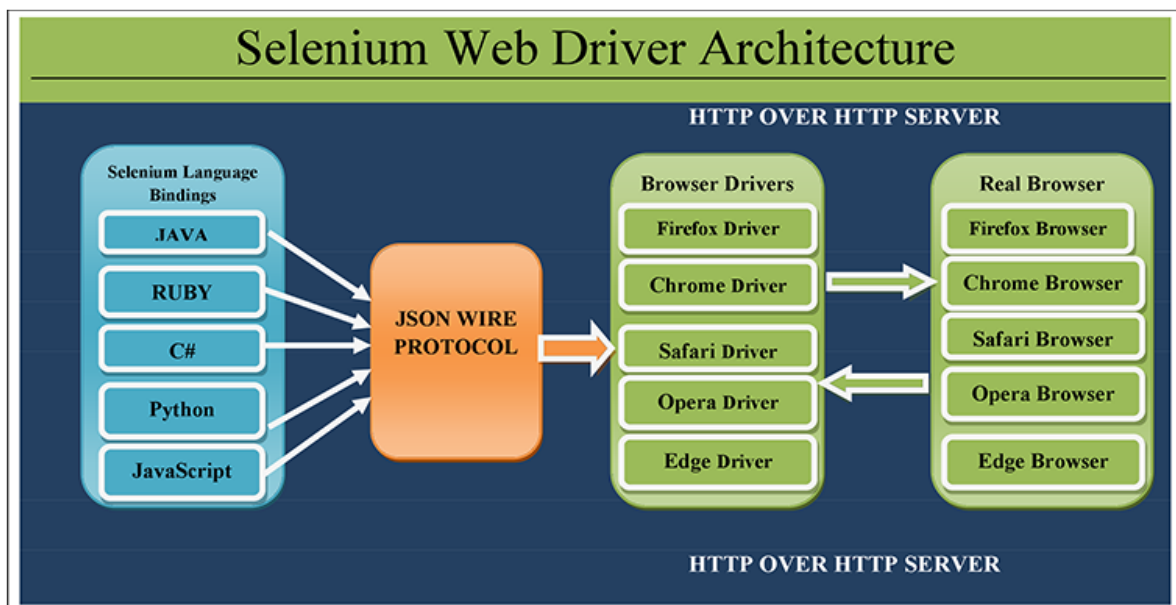 Selenium Web Driver Architecture
HTTP OVER HTTP SERVER
Selenium Language
Bindings
JAVA
RUBY
C#
Python
JavaScript
JSON WIRE
PROTOCOL
Browser Drivers
Firefox Driver
Chrome Driver
Safari Driver
Opera Driver
Edge Driver
Real Browser
Firefox Browser
Chrome Browser
Safari Browser
Opera Browser
Edge Browser
HTTP OVER HTTP SERVER